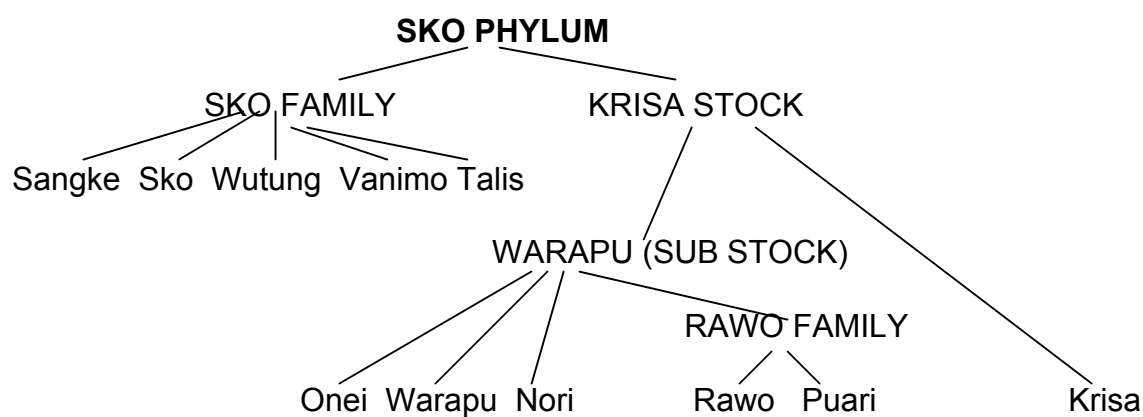 SKO PHYLUM
SKO FAMILY KRISA STOCK
Sangke Sko Wutung Vanimo Talis
WARAPU (SUB STOCK)
RAWO FAMILY
Onei Warapu Nori Rawo Puari Krisa